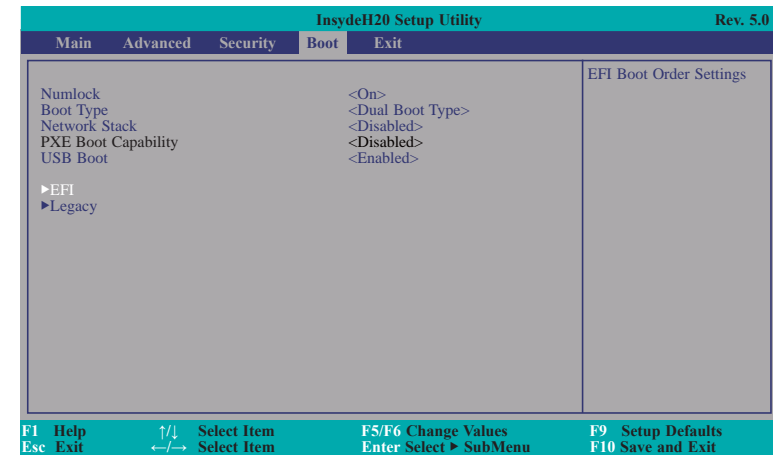 InsydeH20 Setup Utility Rev. 5.0
Main Advanced Security Boot Exit
EFI Boot Order Settings
Numlock <On>
Boot Type <Dual Boot Type>
Network Stack <Disabled>
PXE Boot Capability <Disabled>
USB Boot <Enabled>
▶EFI
▶Legacy
F1 Help ↑/↓ Select Item F5/F6 Change Values F9 Setup Defaults
Esc Exit ←/→ Select Item Enter Select ▶ SubMenu F10 Save and Exit